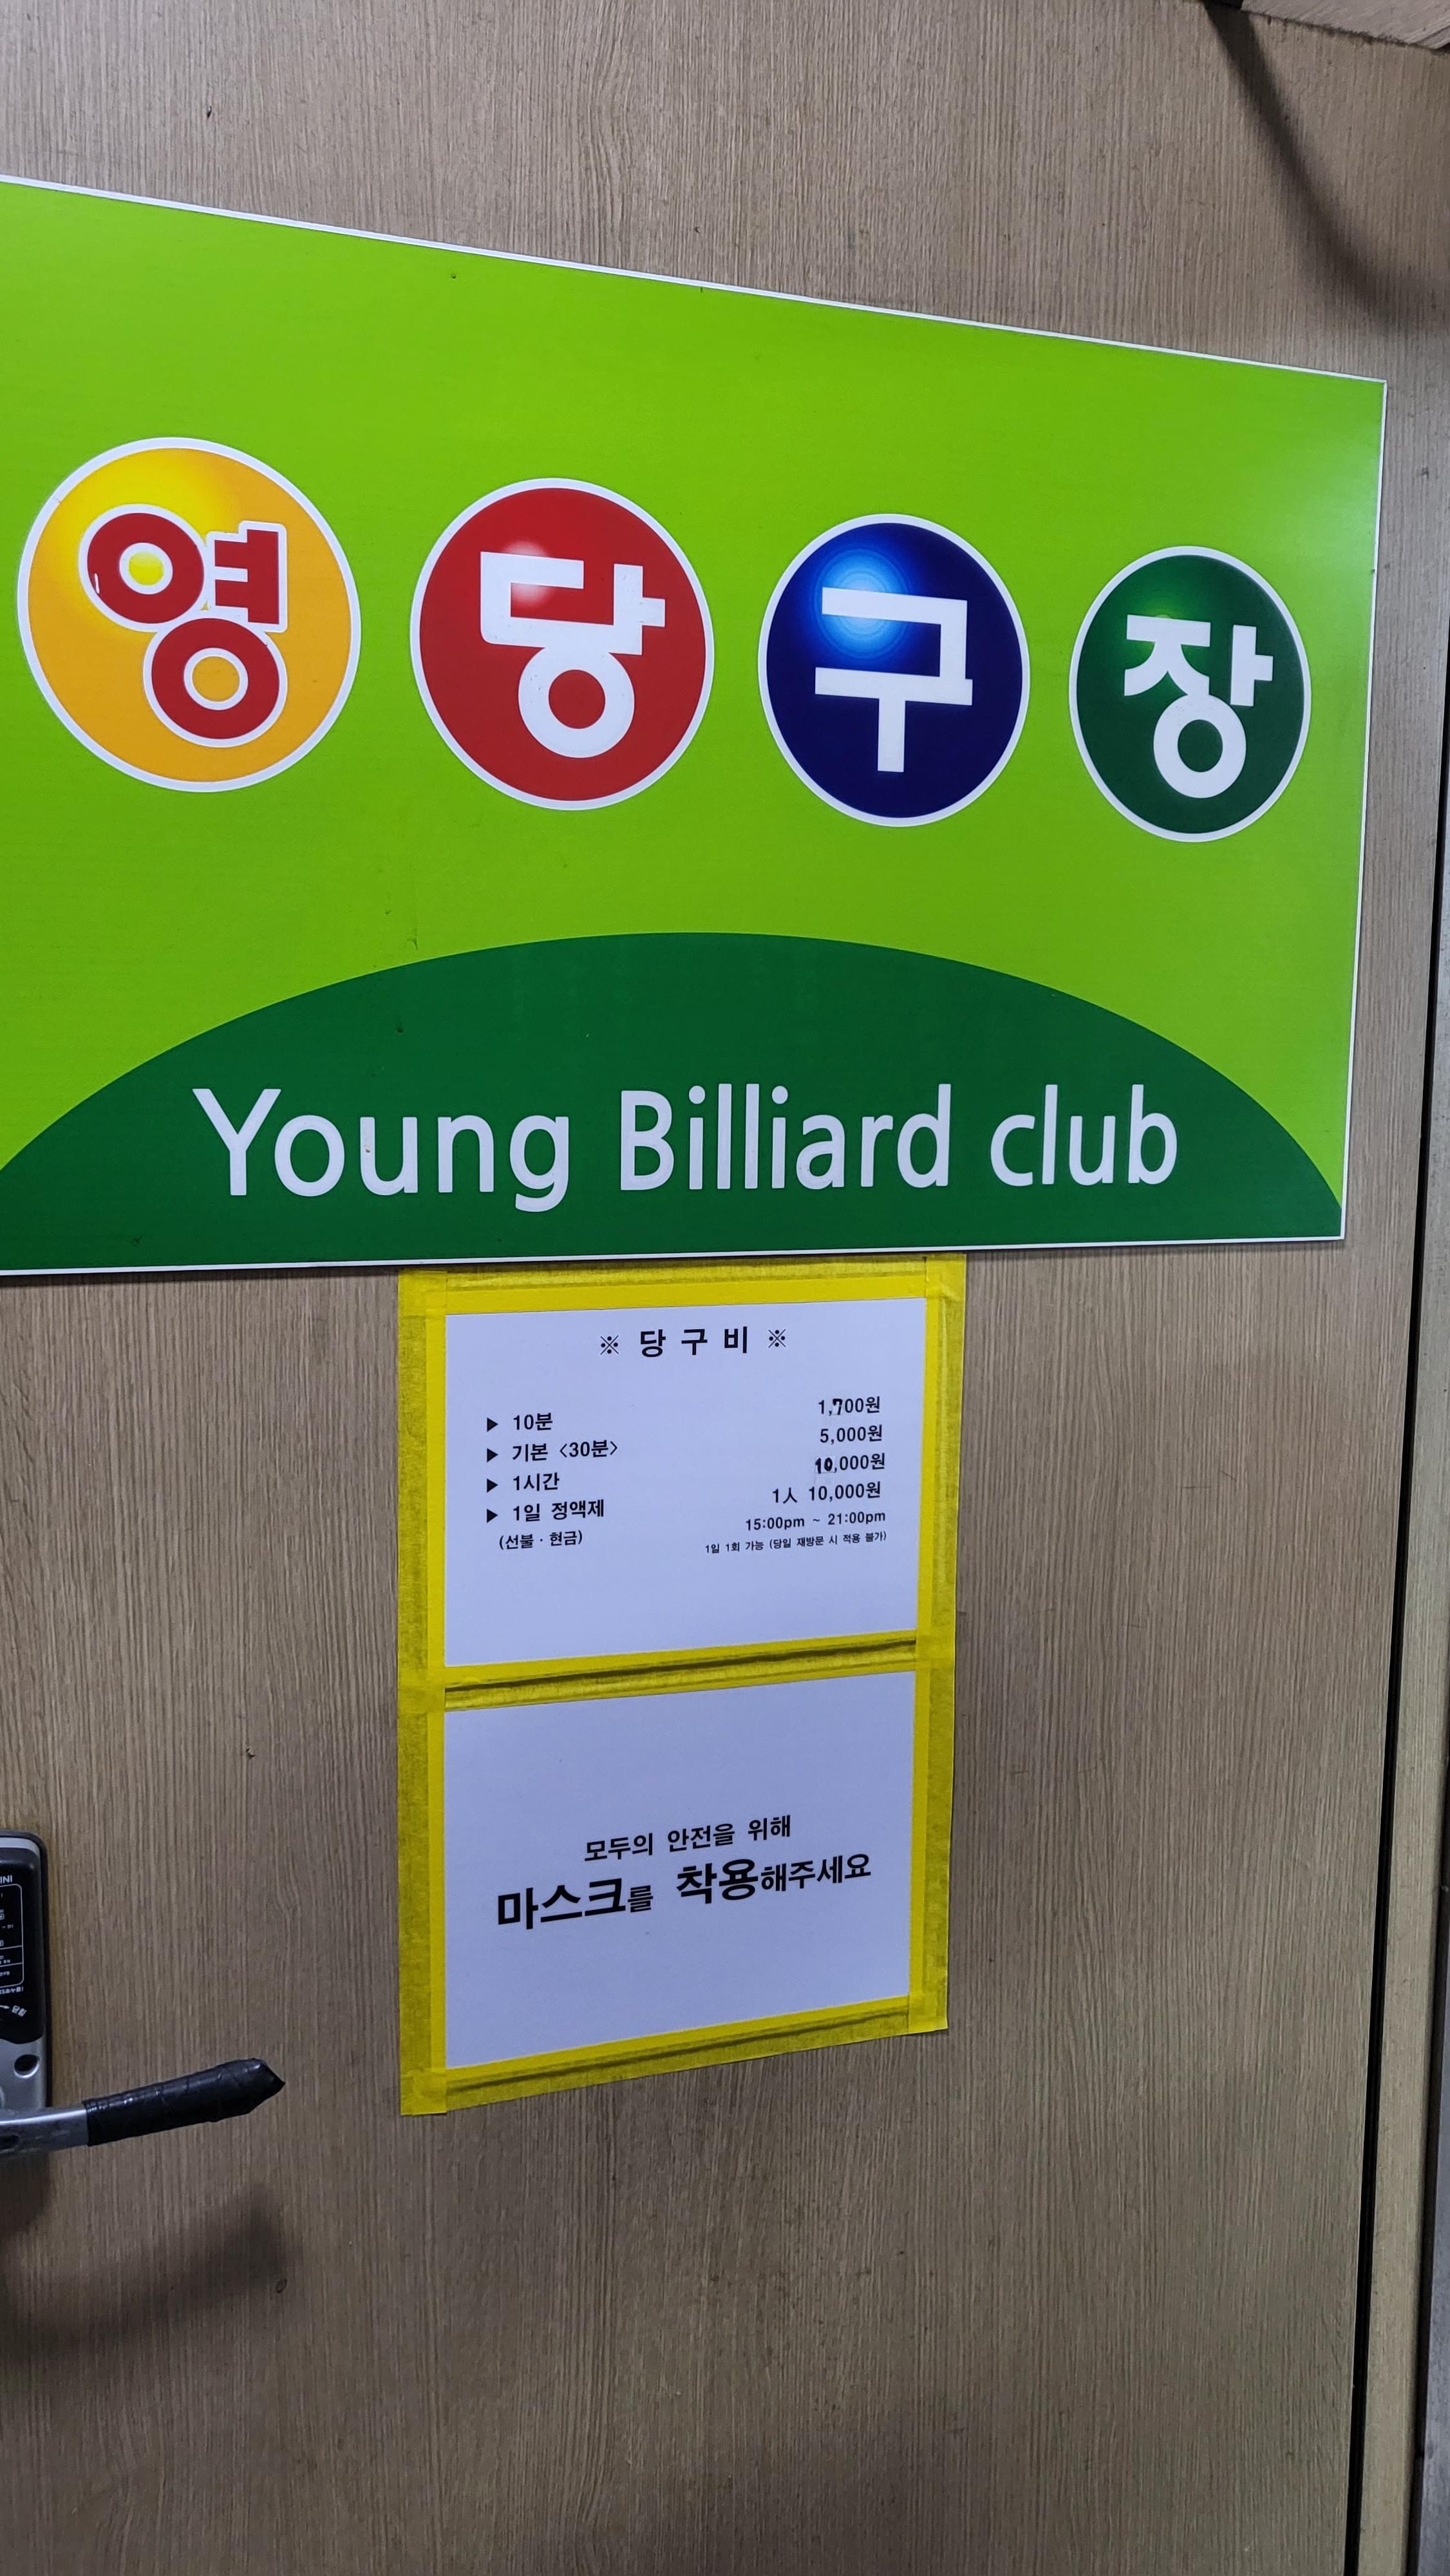 영 당 구 장
Young Billiard club
※ 당 구 비 ※
▶ 10분 1,700원
▶ 기본 <30분> 5,000원
▶ 1시간 10,000원
▶ 1일 정액제 1人 10,000원
(선불 · 현금) 15:00pm ~ 21:00pm
1일 1회 가능 (당일 재방문 시 적용 불가)
모두의 안전을 위해
마스크를 착용해주세요